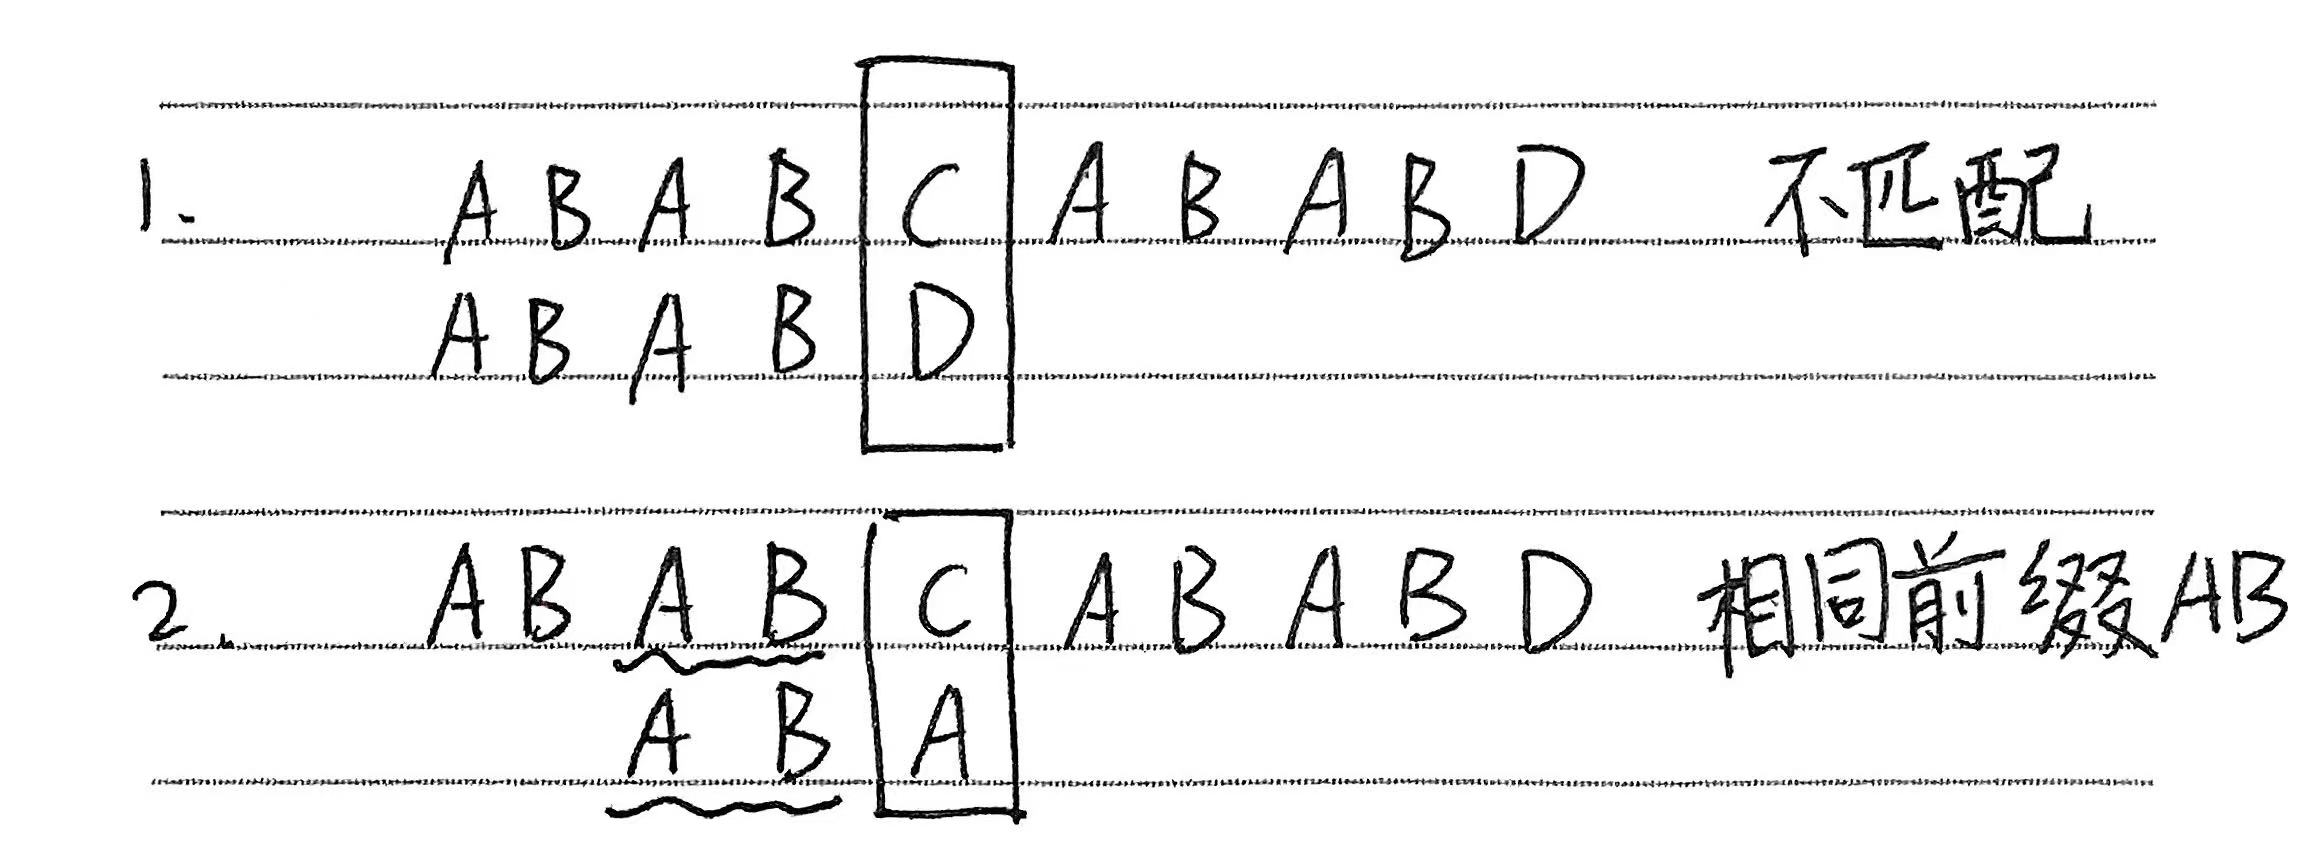 1. A B A B C A B A B D 不匹配
A B A B D
2. A B A B C A B A B D 相同前缀AB
A B A